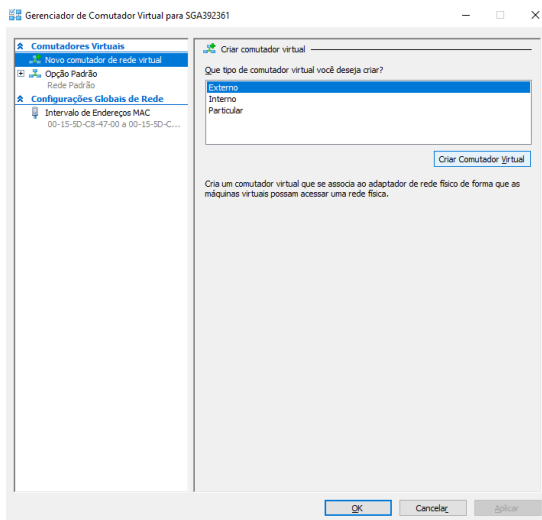 Gerenciador de Comutador Virtual para SGA392361
Comutadores Virtuais
Novo comutador de rede virtual
Opção Padrão
Rede Padrão
Configurações Globais de Rede
Intervalo de Endereços MAC
00-15-5D-C8-47-00 a 00-15-5D-C...
Criar comutador virtual
Que tipo de comutador virtual você deseja criar?
Externo
Interno
Particular
Criar Comutador Virtual
Cria um comutador virtual que se associa ao adaptador de rede físico de forma que as
máquinas virtuais possam acessar uma rede física.
OK
Cancelar
Aplicar